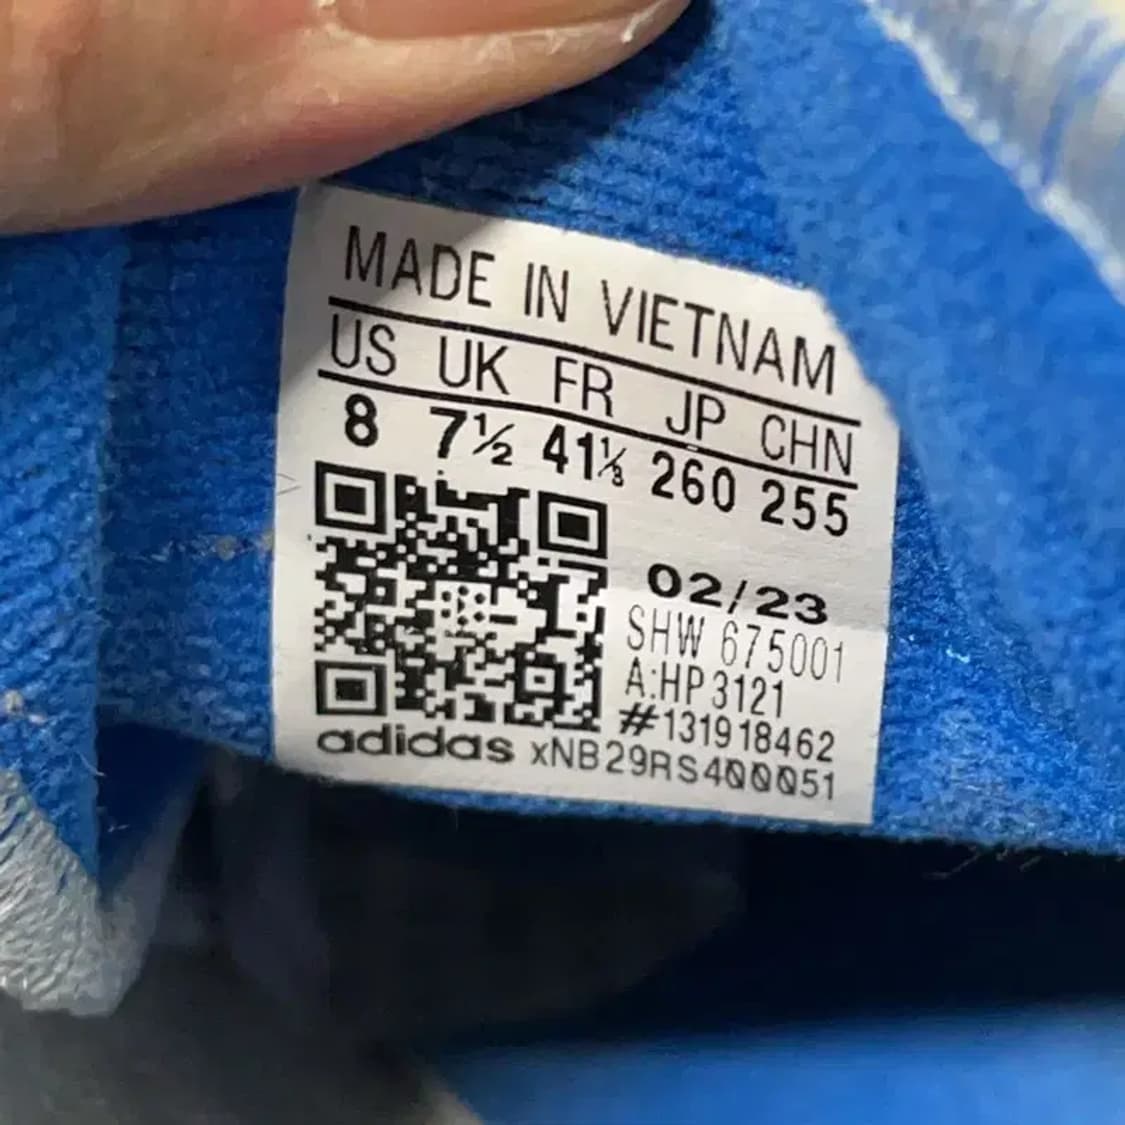 MADE IN VIETNAM
US UK FR JP CHN
8 7½ 41⅓ 260 255
02/23
SHW 675001
A:HP3121
#131918462
adidas xNB29RS400051